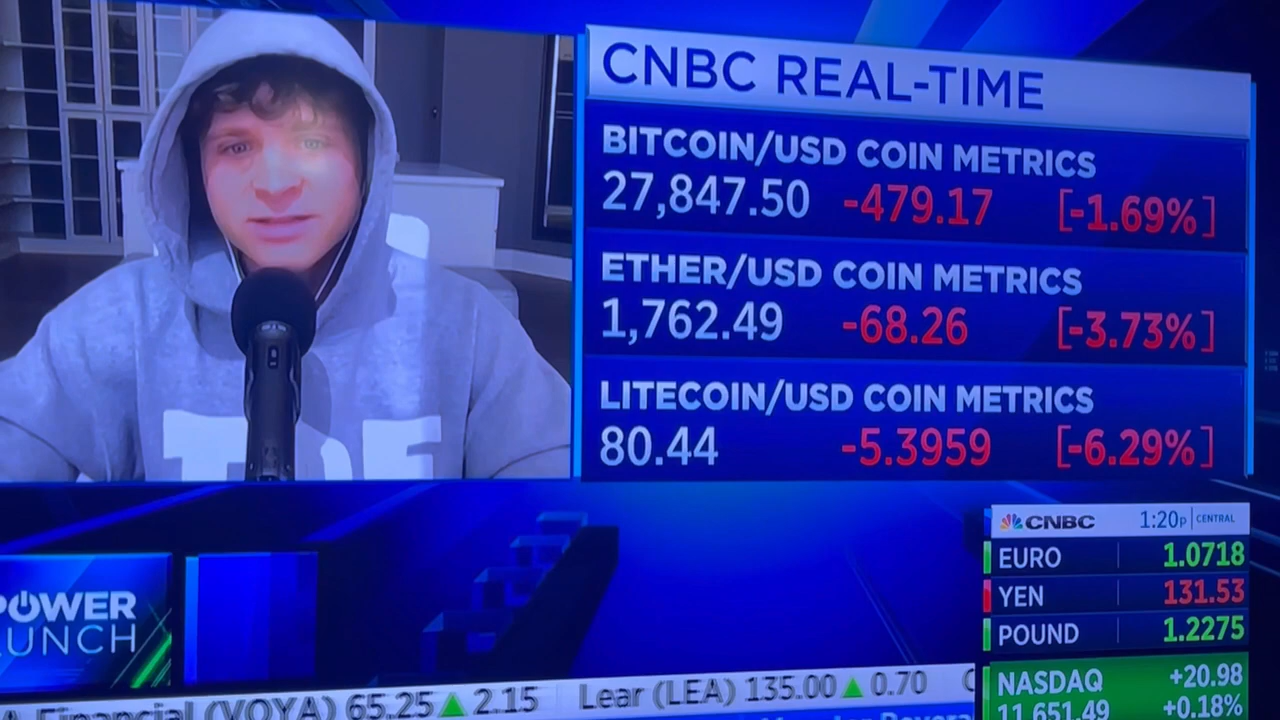 CNBC REAL-TIME
BITCOIN/USD COIN METRICS
27,847.50 -479.17 [-1.69%]
ETHER/USD COIN METRICS
1,762.49 -68.26 [-3.73%]
LITECOIN/USD COIN METRICS
80.44 -5.3959 [-6.29%]
CNBC 1:20P CENTRAL
EURO 1.0718
YEN 131.53
POUND 1.2275
NASDAQ +20.98
11,651.49 +0.18%
POWER
LUNCH
A Financial (VOYA) 65.25 ▲ 2.15 Lear (LEA) 135.00 ▲ 0.70